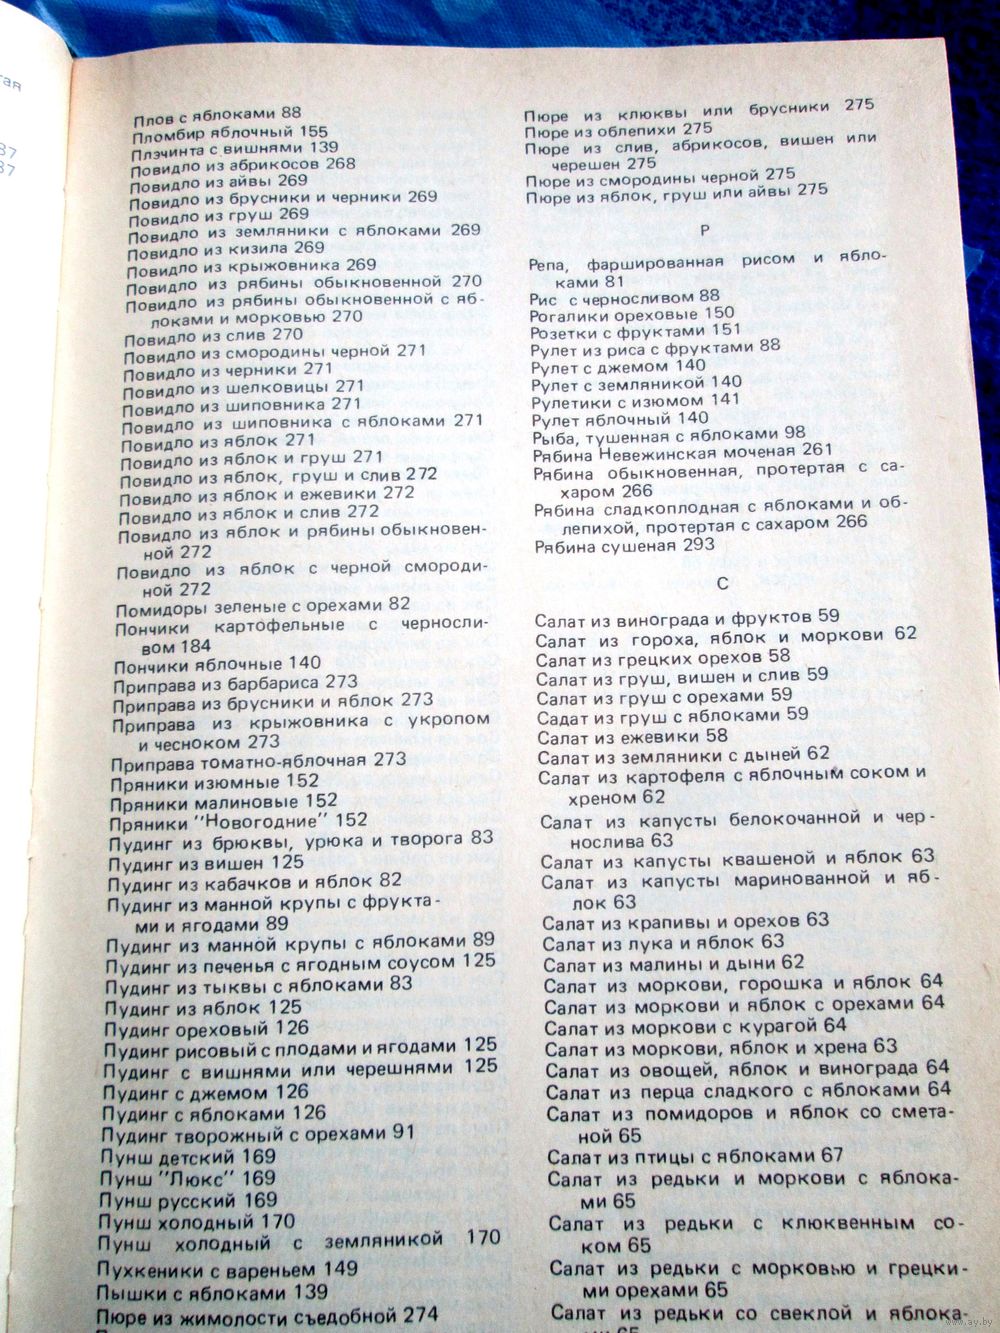 тая
87
87
Плов с яблоками 88
Пломбир яблочный 155
Плэчинта с вишнями 139
Повидло из абрикосов 268
Повидло из айвы 269
Повидло из брусники и черники 269
Повидло из груш 269
Повидло из земляники с яблоками 269
Повидло из кизила 269
Повидло из крыжовника 269
Повидло из рябины обыкновенной 270
Повидло из рябины обыкновенной с яб-
локами и морковью 270
Повидло из слив 270
Повидло из смородины черной 271
Повидло из черники 271
Повидло из шелковицы 271
Повидло из шиповника 271
Повидло из шиповника с яблоками 271
Повидло из яблок 271
Повидло из яблок и груш 271
Повидло из яблок, груш и слив 272
Повидло из яблок и ежевики 272
Повидло из яблок и слив 272
Повидло из яблок и рябины обыкновен-
ной 272
Повидло из яблок с черной смороди-
ной 272
Помидоры зеленые с орехами 82
Пончики картофельные с черносли-
вом 184
Пончики яблочные 140
Приправа из барбариса 273
Приправа из брусники и яблок 273
Приправа из крыжовника с укропом
и чесноком 273
Приправа томатно-яблочная 273
Пряники изюмные 152
Пряники малиновые 152
Пряники "Новогодние" 152
Пудинг из брюквы, урюка и творога 83
Пудинг из вишен 125
Пудинг из кабачков и яблок 82
Пудинг из манной крупы с фрукта-
ми и ягодами 89
Пудинг из манной крупы с яблоками 89
Пудинг из печенья с ягодным соусом 125
Пудинг из тыквы с яблоками 83
Пудинг из яблок 125
Пудинг ореховый 126
Пудинг рисовый с плодами и ягодами 125
Пудинг с вишнями или черешнями 125
Пудинг с джемом 126
Пудинг с яблоками 126
Пудинг творожный с орехами 91
Пунш детский 169
Пунш "Люкс" 169
Пунш русский 169
Пунш холодный 170
Пунш холодный с земляникой 170
Пухкеники с вареньем 149
Пышки с яблоками 139
Пюре из жимолости съедобной 274
Пюре из клюквы или брусники 275
Пюре из облепихи 275
Пюре из слив, абрикосов, вишен или
черешен 275
Пюре из смородины черной 275
Пюре из яблок, груш или айвы 275
Р
Репа, фаршированная рисом и ябло-
ками 81
Рис с черносливом 88
Рогалики ореховые 150
Розетки с фруктами 151
Рулет из риса с фруктами 88
Рулет с джемом 140
Рулет с земляникой 140
Рулетики с изюмом 141
Рулет яблочный 140
Рыба, тушенная с яблоками 98
Рябина Невежинская моченая 261
Рябина обыкновенная, протертая с са-
харом 266
Рябина сладкоплодная с яблоками и об-
лепихой, протертая с сахаром 266
Рябина сушеная 293
С
Салат из винограда и фруктов 59
Салат из гороха, яблок и моркови 62
Салат из грецких орехов 58
Салат из груш, вишен и слив 59
Салат из груш с орехами 59
Садат из груш с яблоками 59
Салат из ежевики 58
Салат из земляники с дыней 62
Салат из картофеля с яблочным соком и
хреном 62
Салат из капусты белокочанной и чер-
нослива 63
Салат из капусты квашеной и яблок 63
Салат из капусты маринованной и яб-
лок 63
Салат из крапивы и орехов 63
Салат из лука и яблок 63
Салат из малины и дыни 62
Салат из моркови, горошка и яблок 64
Салат из моркови и яблок с орехами 64
Салат из моркови с курагой 64
Салат из моркови, яблок и хрена 63
Салат из овощей, яблок и винограда 64
Салат из перца сладкого с яблоками 64
Салат из помидоров и яблок со смета-
ной 65
Салат из птицы с яблоками 67
Салат из редьки и моркови с яблока-
ми 65
Салат из редьки с клюквенным со-
ком 65
Салат из редьки с морковью и грецки-
ми орехами 65
Салат из редьки со свеклой и яблока-
ми 65
www.ay.by